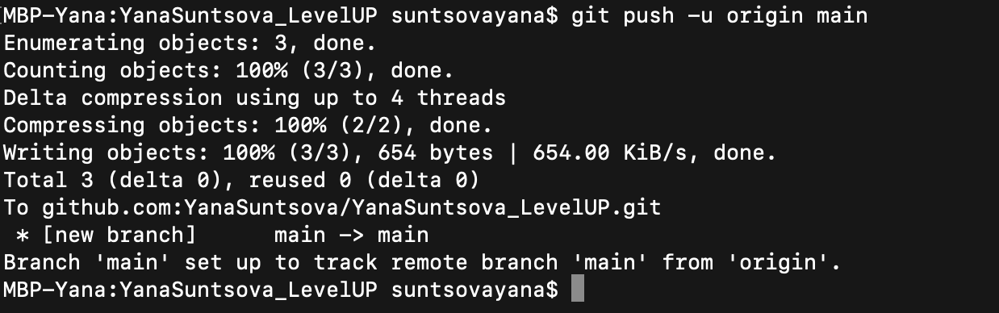 MBP-Yana:YanaSuntsova_LevelUP suntsovayana$ git push -u origin main
Enumerating objects: 3, done.
Counting objects: 100% (3/3), done.
Delta compression using up to 4 threads
Compressing objects: 100% (2/2), done.
Writing objects: 100% (3/3), 654 bytes | 654.00 KiB/s, done.
Total 3 (delta 0), reused 0 (delta 0)
To github.com:YanaSuntsova/YanaSuntsova_LevelUP.git
 * [new branch]      main -> main
Branch 'main' set up to track remote branch 'main' from 'origin'.
MBP-Yana:YanaSuntsova_LevelUP suntsovayana$